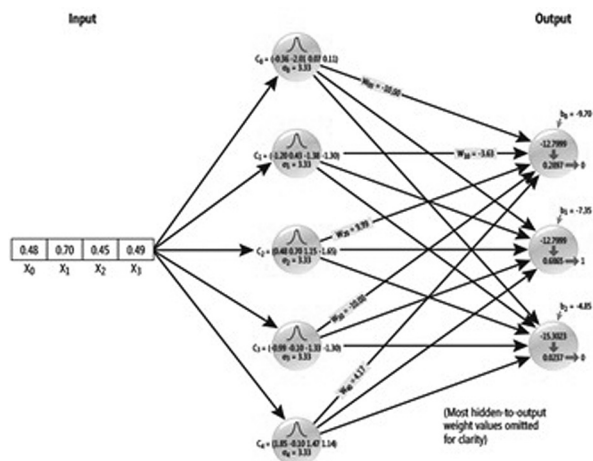 Input
Output
C₀ = (-0.36 -2.01 0.07 0.11)
σ₀ = 3.33
W₀₀ = -10.00
b₀ = -9.70
-12.7999
0.2897
0
C₁ = (-1.20 0.43 -1.38 -1.30)
σ₁ = 3.33
W₁₀ = -3.63
0.48 0.70 0.45 0.49
X₀ X₁ X₂ X₃
C₂ = (0.48 0.70 1.25 -1.65)
σ₂ = 3.33
W₂₀ = 9.99
b₁ = -7.35
-12.7999
0.6865
1
C₃ = (-0.99 -0.10 -1.33 -1.30)
σ₃ = 3.33
W₃₀ = -10.00
b₂ = -4.85
-15.3023
0.0237
0
C₄ = (1.85 -0.10 1.47 1.14)
σ₄ = 3.33
W₄₀ = 4.17
(Most hidden-to-output
weight values omitted
for clarity)